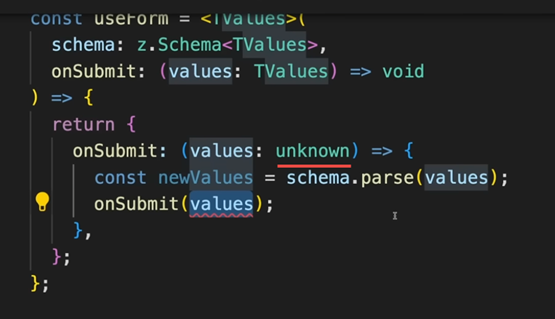 const useForm = <TValues>(
schema: z.Schema<TValues>,
onSubmit: (values: TValues) => void
) => {
return {
onSubmit: (values: unknown) => {
const newValues = schema.parse(values);
onSubmit(values);
},
};
};